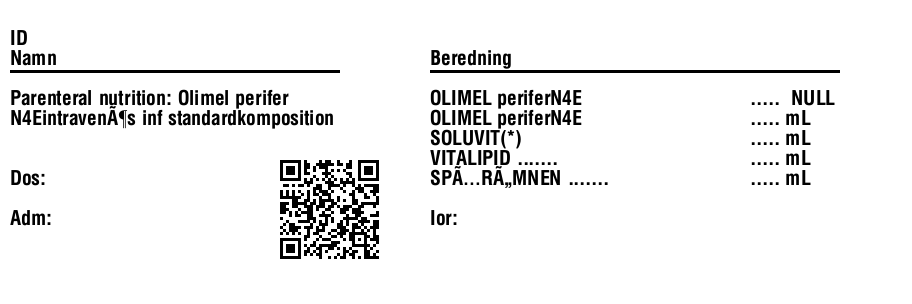 ID
Namn
Parenteral nutrition: Olimel perifer
N4EintravenÃ¶s inf standardkomposition
Dos:
Adm:
Beredning
OLIMEL periferN4E ..... NULL
OLIMEL periferN4E ..... mL
SOLUVIT(*) ..... mL
VITALIPID ....... ..... mL
SPÃ…RÃ„MNEN ....... ..... mL
Ior: